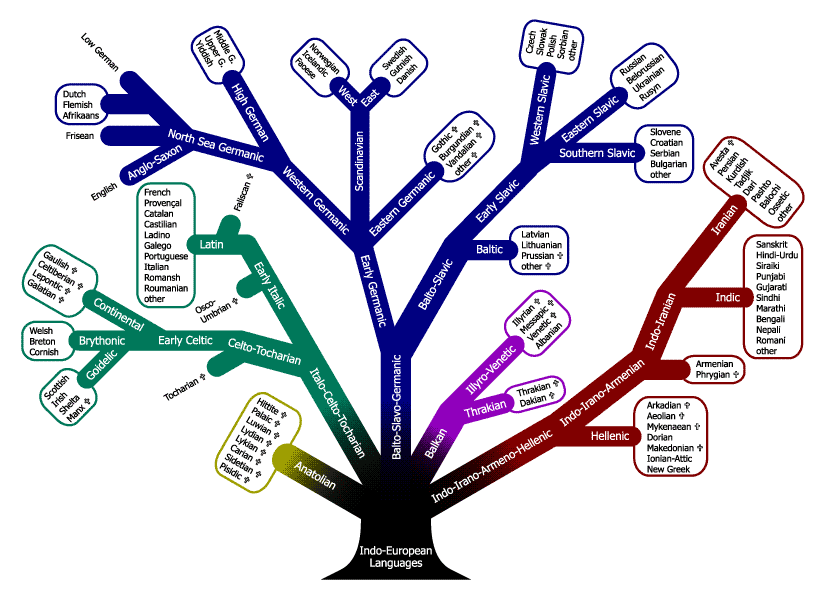 Low German
Dutch
Flemish
Afrikaans
Frisean
English
Anglo-Saxon
North Sea Germanic
Middle G.
Upper G.
Yiddish
High German
Western Germanic
Norwegian
Icelandic
Faoese
West
Swedish
Gutnish
Danish
East
Scandinavian
Gothic ✞
Burgundian ✞
Vandalian ✞
other ✞
Eastern Germanic
Early Germanic
Czech
Slowak
Polish
Sorbian
other
Western Slavic
Russian
Belorussian
Ukrainian
Rusyn
Eastern Slavic
Slovene
Croatian
Serbian
Bulgarian
other
Southern Slavic
Early Slavic
Latvian
Lithuanian
Prussian ✞
other ✞
Baltic
Balto-Slavic
Balto-Slavo-Germanic
French
Provençal
Catalan
Castilian
Ladino
Galego
Portuguese
Italian
Romansh
Roumanian
other
Latin
Faliscan ✞
Osco-
Umbrian ✞
Early Italic
Gaulish ✞
Celtiberian ✞
Lepontic ✞
Galatian ✞
Continental
Welsh
Breton
Cornish
Brythonic
Scottish
Irish
Shelta
Manx ✞
Goidelic
Early Celtic
Celto-Tocharian
Tocharian ✞
Italo-Celto-Tocharian
Hittite ✞
Palaic ✞
Luwian ✞
Lydian ✞
Lykian ✞
Carian ✞
Sidetian ✞
Pisidic ✞
Anatolian
Illyrian ✞
Messapic ✞
Venetic ✞
Albanian
Illyro-Venetic
Thrakian ✞
Dakian ✞
Thrakian
Balkan
Avesta ✞
Persian
Kurdish
Tadjik
Dari
Pashto
Balochi
Ossetic
other
Iranian
Sanskrit
Hindi-Urdu
Siraiki
Punjabi
Gujarati
Sindhi
Marathi
Bengali
Nepali
Romani
other
Indic
Indo-Iranian
Armenian
Phrygian ✞
Indo-Irano-Armenian
Arkadian ✞
Aeolian ✞
Mykenaean ✞
Dorian
Makedonian ✞
Ionian-Attic
New Greek
Hellenic
Indo-Irano-Armeno-Hellenic
Indo-European
Languages